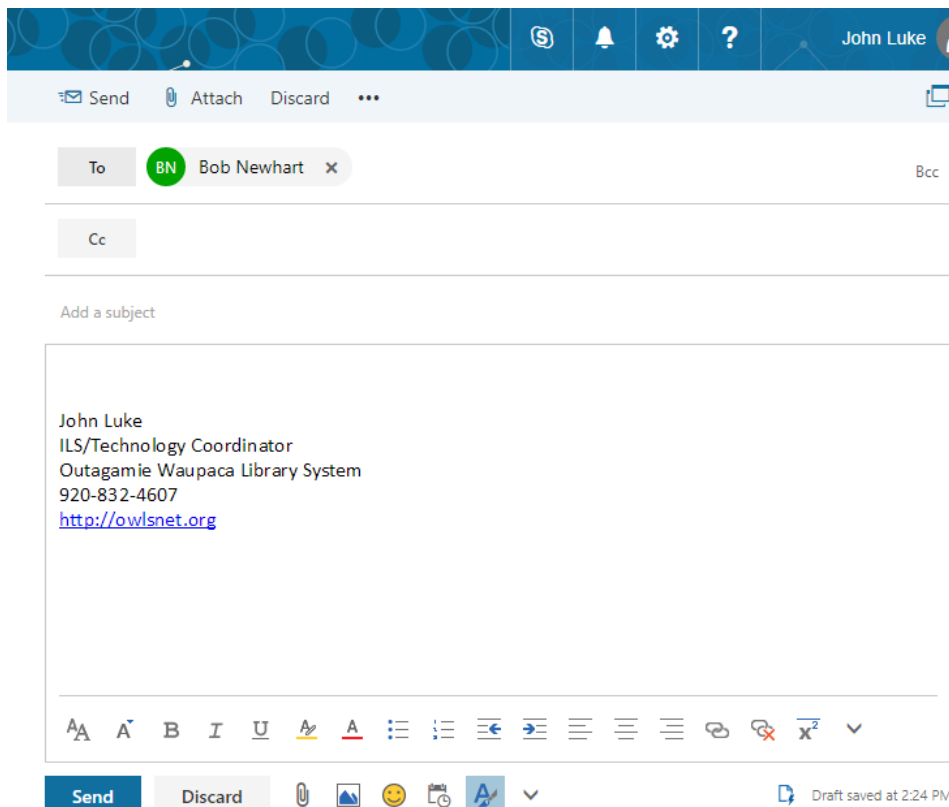 John Luke
Send Attach Discard
To BN Bob Newhart Bcc
Cc
Add a subject
John Luke
ILS/Technology Coordinator
Outagamie Waupaca Library System
920-832-4607
http://owlsnet.org
Send Discard Draft saved at 2:24 PM